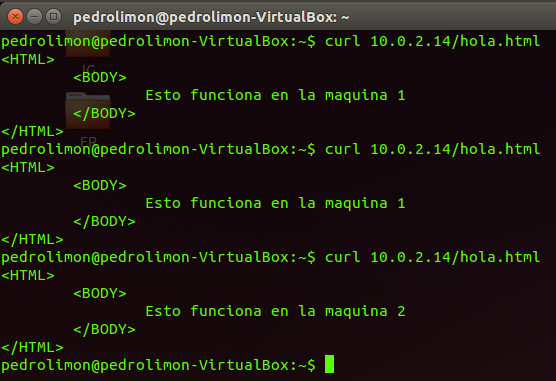 pedrolimon@pedrolimon-VirtualBox: ~
pedrolimon@pedrolimon-VirtualBox:~$ curl 10.0.2.14/hola.html
<HTML>
        <BODY>
                Esto funciona en la maquina 1
        </BODY>
</HTML>
pedrolimon@pedrolimon-VirtualBox:~$ curl 10.0.2.14/hola.html
<HTML>
        <BODY>
                Esto funciona en la maquina 1
        </BODY>
</HTML>
pedrolimon@pedrolimon-VirtualBox:~$ curl 10.0.2.14/hola.html
<HTML>
        <BODY>
                Esto funciona en la maquina 2
        </BODY>
</HTML>
pedrolimon@pedrolimon-VirtualBox:~$